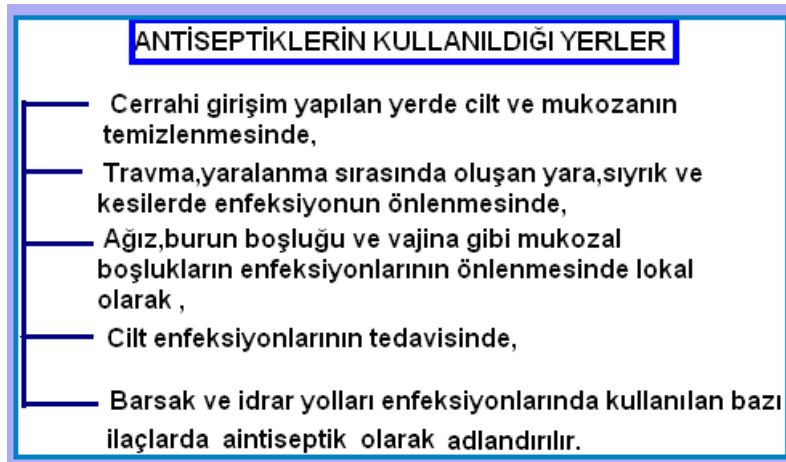 ANTİSEPTİKLERİN KULLANILDIĞI YERLER
Cerrahi girişim yapılan yerde cilt ve mukozanın
temizlenmesinde,
Travma,yaralanma sırasında oluşan yara,sıyrık ve
kesilerde enfeksiyonun önlenmesinde,
Ağız,burun boşluğu ve vajina gibi mukozal
boşlukların enfeksiyonlarının önlenmesinde lokal
olarak ,
Cilt enfeksiyonlarının tedavisinde,
Barsak ve idrar yolları enfeksiyonlarında kullanılan bazı
ilaçlarda aintiseptik olarak adlandırılır.